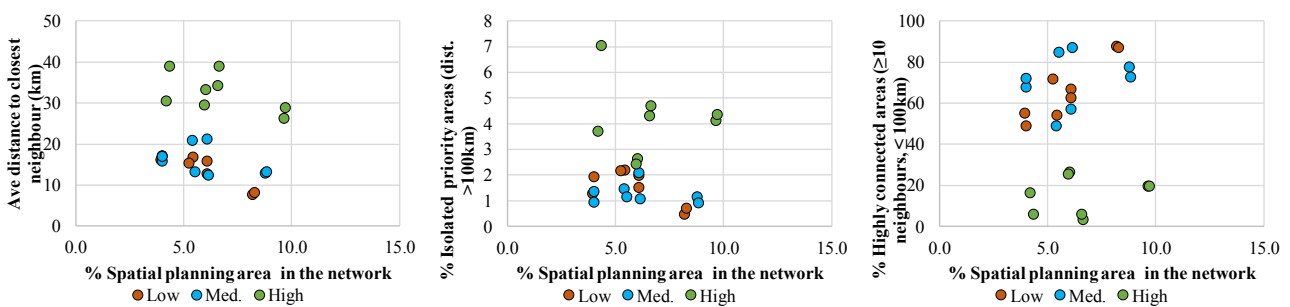 Ave distance to closest
neighbour (km)
50
40
30
20
10
0
0.0 5.0 10.0 15.0
% Spatial planning area in the network
Low Med. High
% Isolated priority areas (dist.
>100km)
8
7
6
5
4
3
2
1
0
0.0 5.0 10.0 15.0
% Spatial planning area in the network
Low Med. High
% Highly connected areas (≥10
neighbours, ≤ 100km)
100
80
60
40
20
0
0.0 5.0 10.0 15.0
% Spatial planning area in the network
Low Med. High